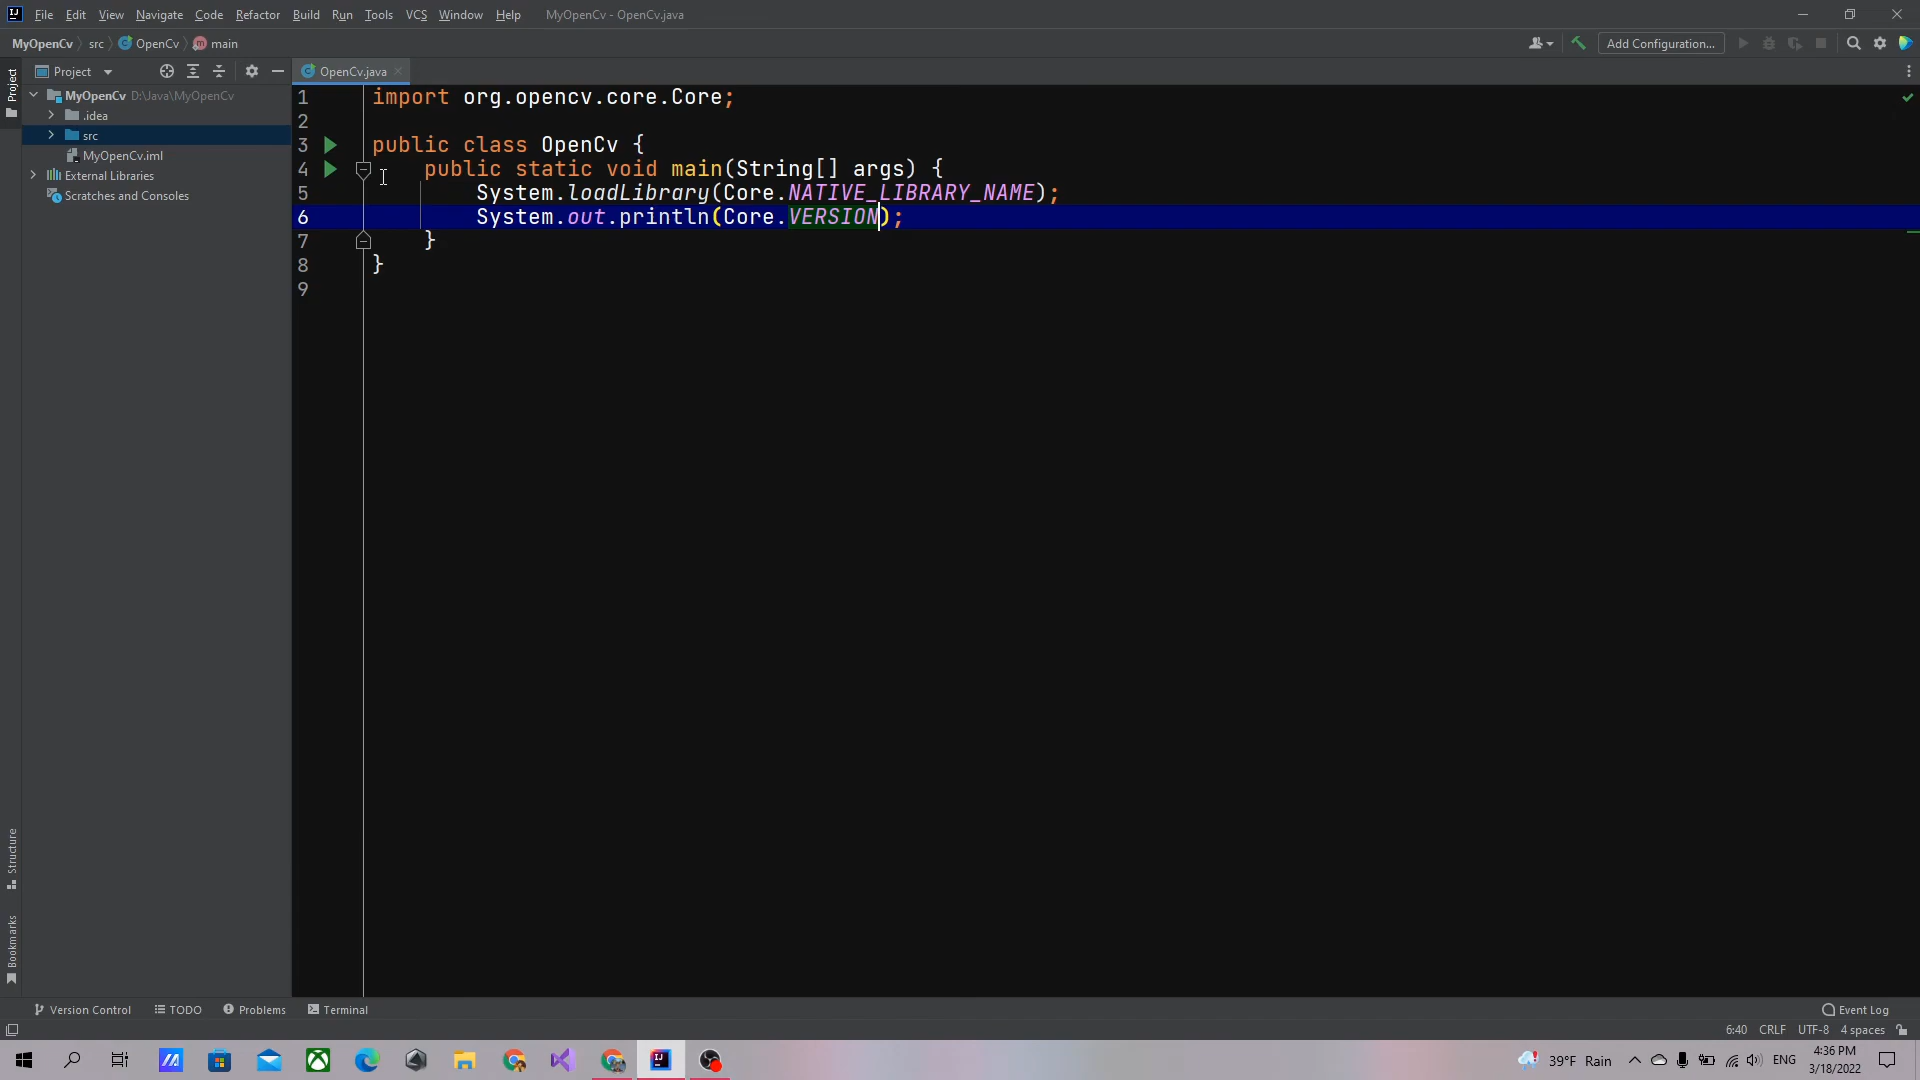 IJ File Edit View Navigate Code Refactor Build Run Tools VCS Window Help MyOpenCv - OpenCv.java
MyOpenCv src OpenCv main Add Configuration...
Project
Project
OpenCv.java
MyOpenCv D:\Java\MyOpenCv
.idea
src
MyOpenCv.iml
External Libraries
Scratches and Consoles
1 import org.opencv.core.Core;
2
3 public class OpenCv {
4 public static void main(String[] args) {
5 System.loadLibrary(Core.NATIVE_LIBRARY_NAME);
6 System.out.println(Core.VERSION);
7 }
8 }
9
Structure
Bookmarks
Version Control TODO Problems Terminal Event Log
6:40 CRLF UTF-8 4 spaces
39°F Rain ENG 4:36 PM
3/18/2022